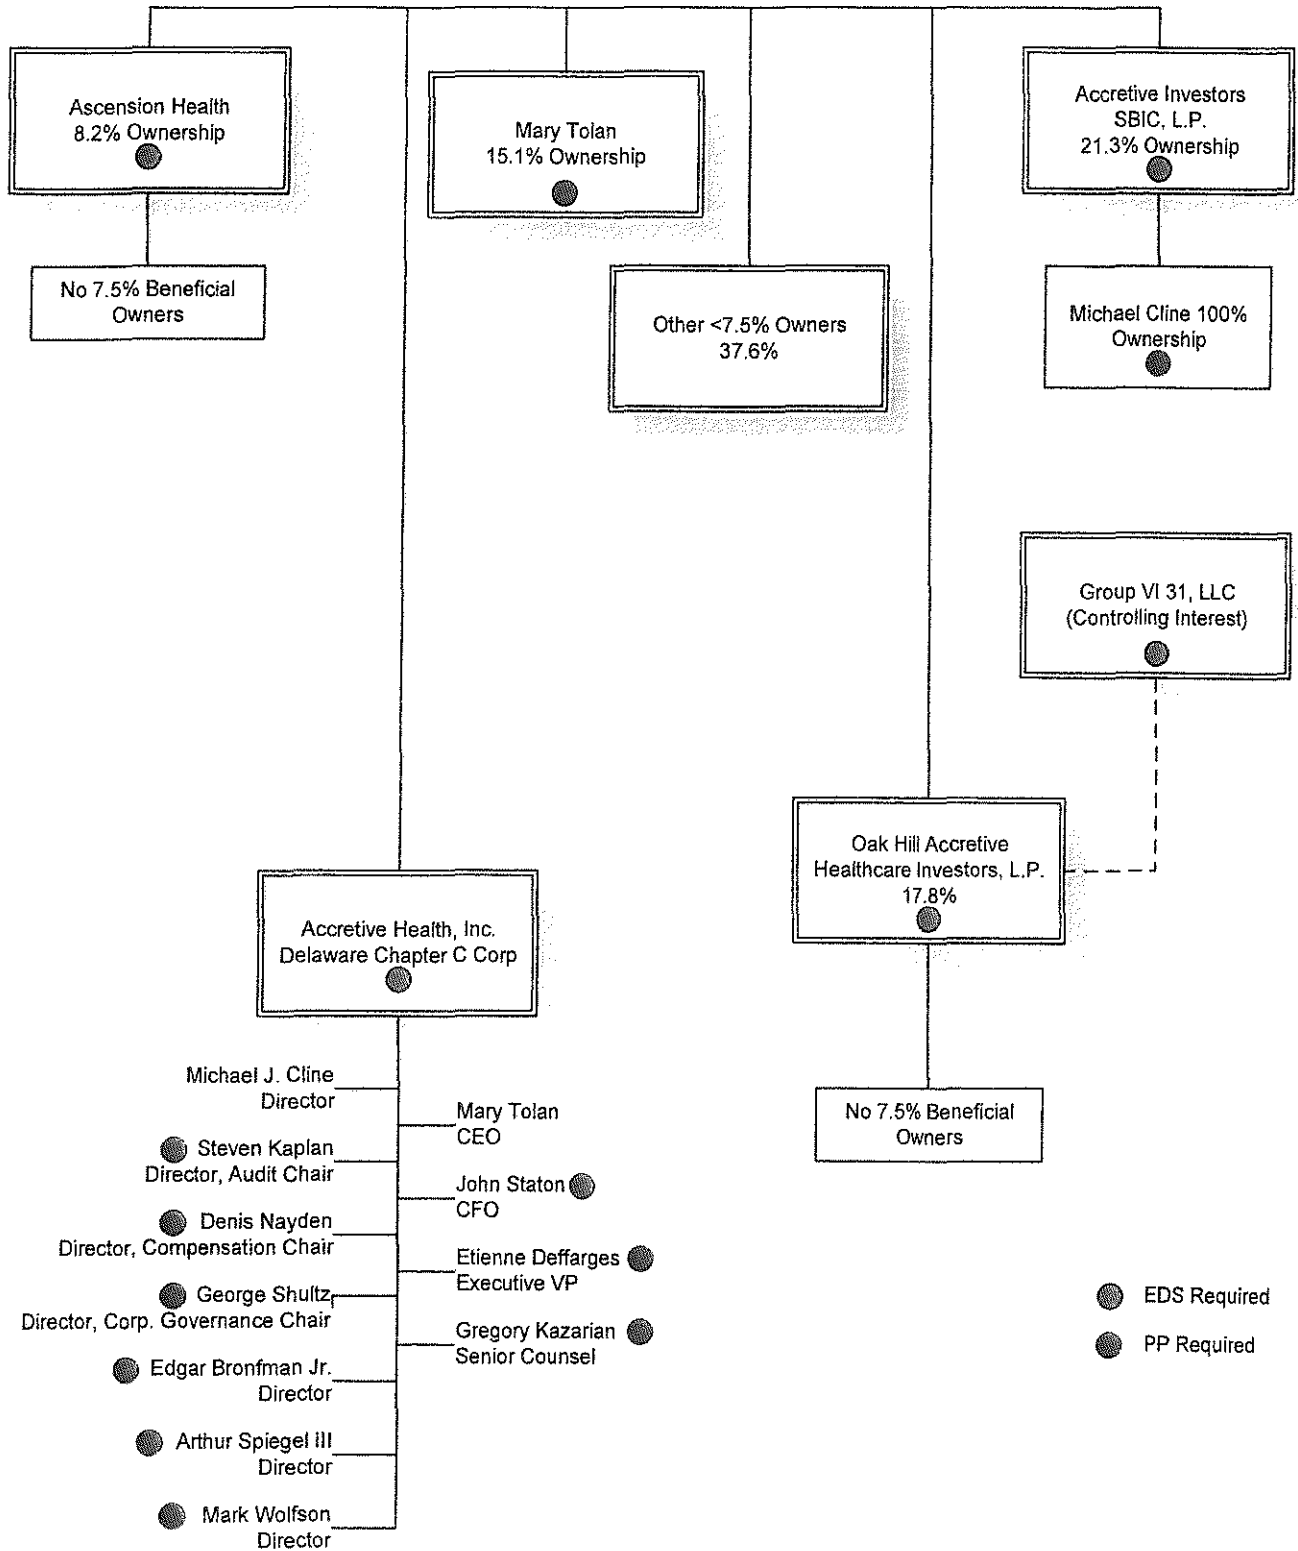 Ascension Health
8.2% Ownership
No 7.5% Beneficial
Owners
Mary Tolan
15.1% Ownership
Other <7.5% Owners
37.6%
Accretive Investors
SBIC, L.P.
21.3% Ownership
Michael Cline 100%
Ownership
Group VI 31, LLC
(Controlling Interest)
Oak Hill Accretive
Healthcare Investors, L.P.
17.8%
No 7.5% Beneficial
Owners
Accretive Health, Inc.
Delaware Chapter C Corp
Michael J. Cline
Director
Steven Kaplan
Director, Audit Chair
Denis Nayden
Director, Compensation Chair
George Shultz,
Director, Corp. Governance Chair
Edgar Bronfman Jr.
Director
Arthur Spiegel III
Director
Mark Wolfson
Director
Mary Tolan
CEO
John Staton
CFO
Etienne Deffarges
Executive VP
Gregory Kazarian
Senior Counsel
EDS Required
PP Required